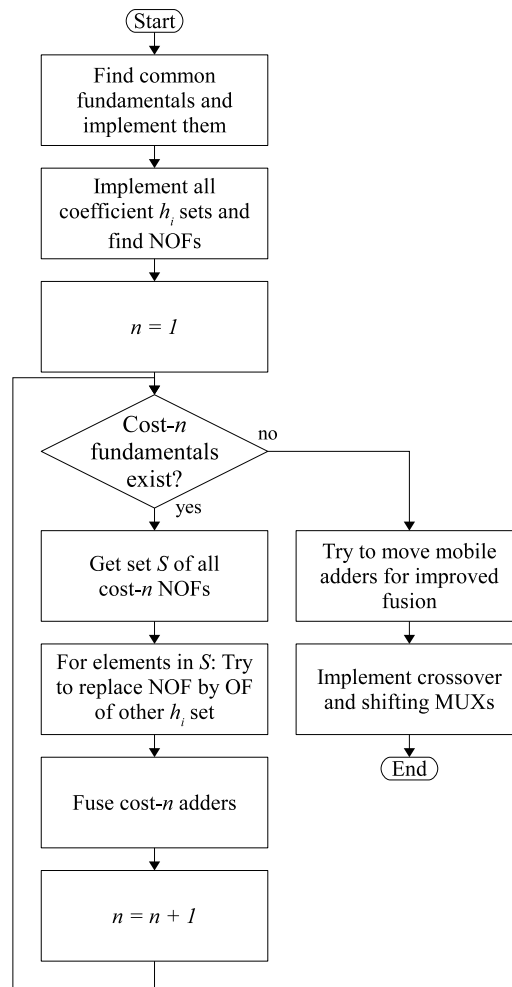 Start
Find common
fundamentals and
implement them
Implement all
coefficient h_i sets and
find NOFs
n = 1
Cost-n
fundamentals
exist?
no
yes
Get set S of all
cost-n NOFs
For elements in S: Try
to replace NOF by OF
of other h_i set
Fuse cost-n adders
n = n + 1
Try to move mobile
adders for improved
fusion
Implement crossover
and shifting MUXs
End